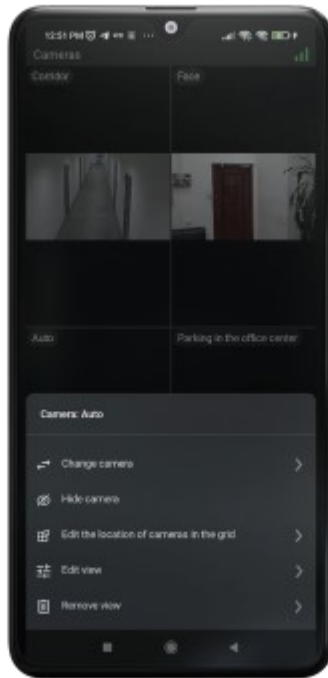 12:51 PM
Cameras
Corridor
Face
Auto
Parking in the office center
Camera: Auto
Change camera
Hide camera
Edit the location of cameras in the grid
Edit view
Remove view